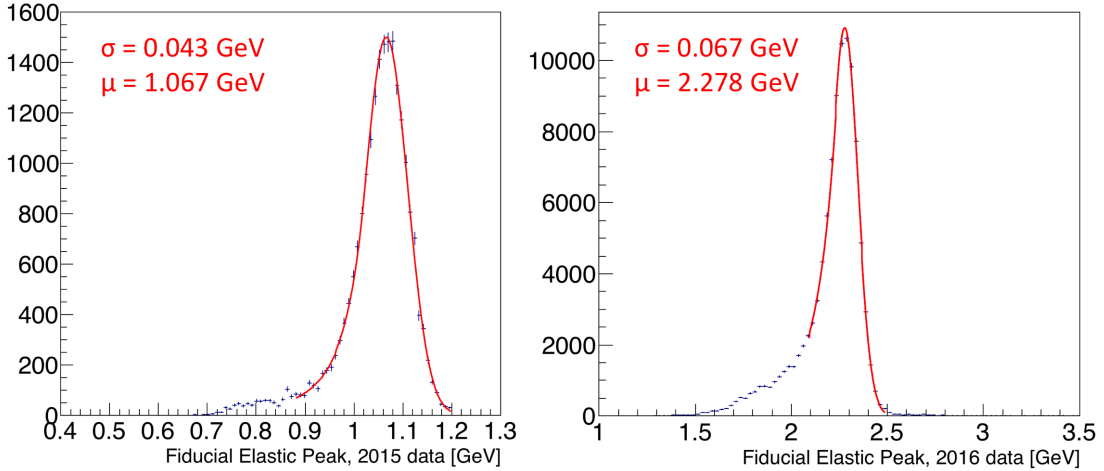 σ = 0.043 GeV
μ = 1.067 GeV
1600
1400
1200
1000
800
600
400
200
0
0.4 0.5 0.6 0.7 0.8 0.9 1 1.1 1.2 1.3
Fiducial Elastic Peak, 2015 data [GeV]
σ = 0.067 GeV
μ = 2.278 GeV
10000
8000
6000
4000
2000
0
1 1.5 2 2.5 3 3.5
Fiducial Elastic Peak, 2016 data [GeV]